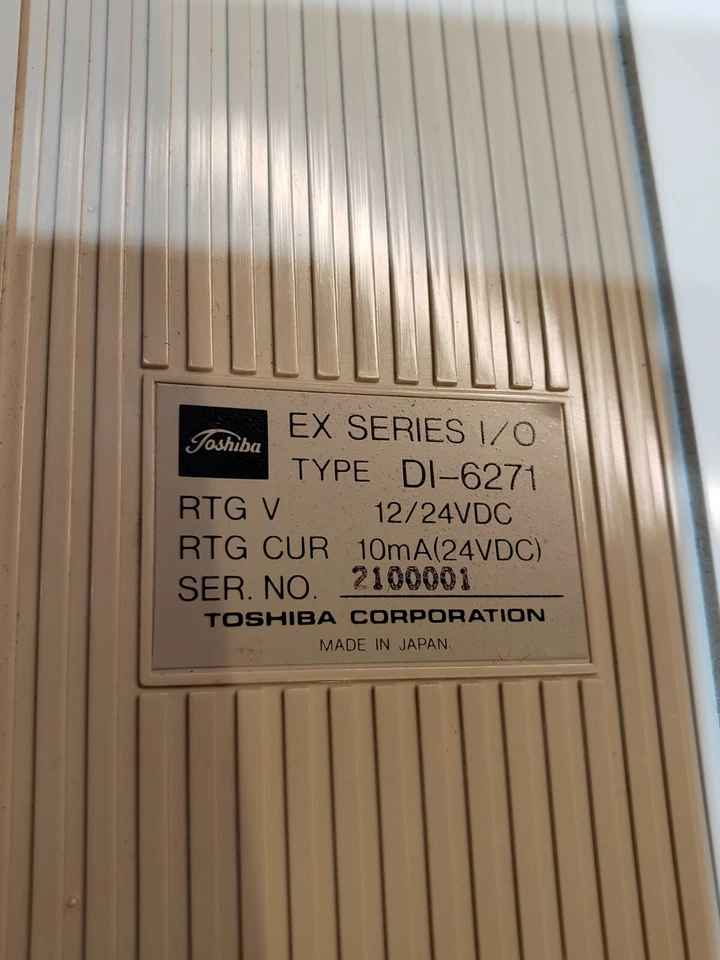 Toshiba
EX SERIES I/O
TYPE DI-6271
RTG V 12/24VDC
RTG CUR 10mA(24VDC)
SER. NO. 2100001
TOSHIBA CORPORATION
MADE IN JAPAN